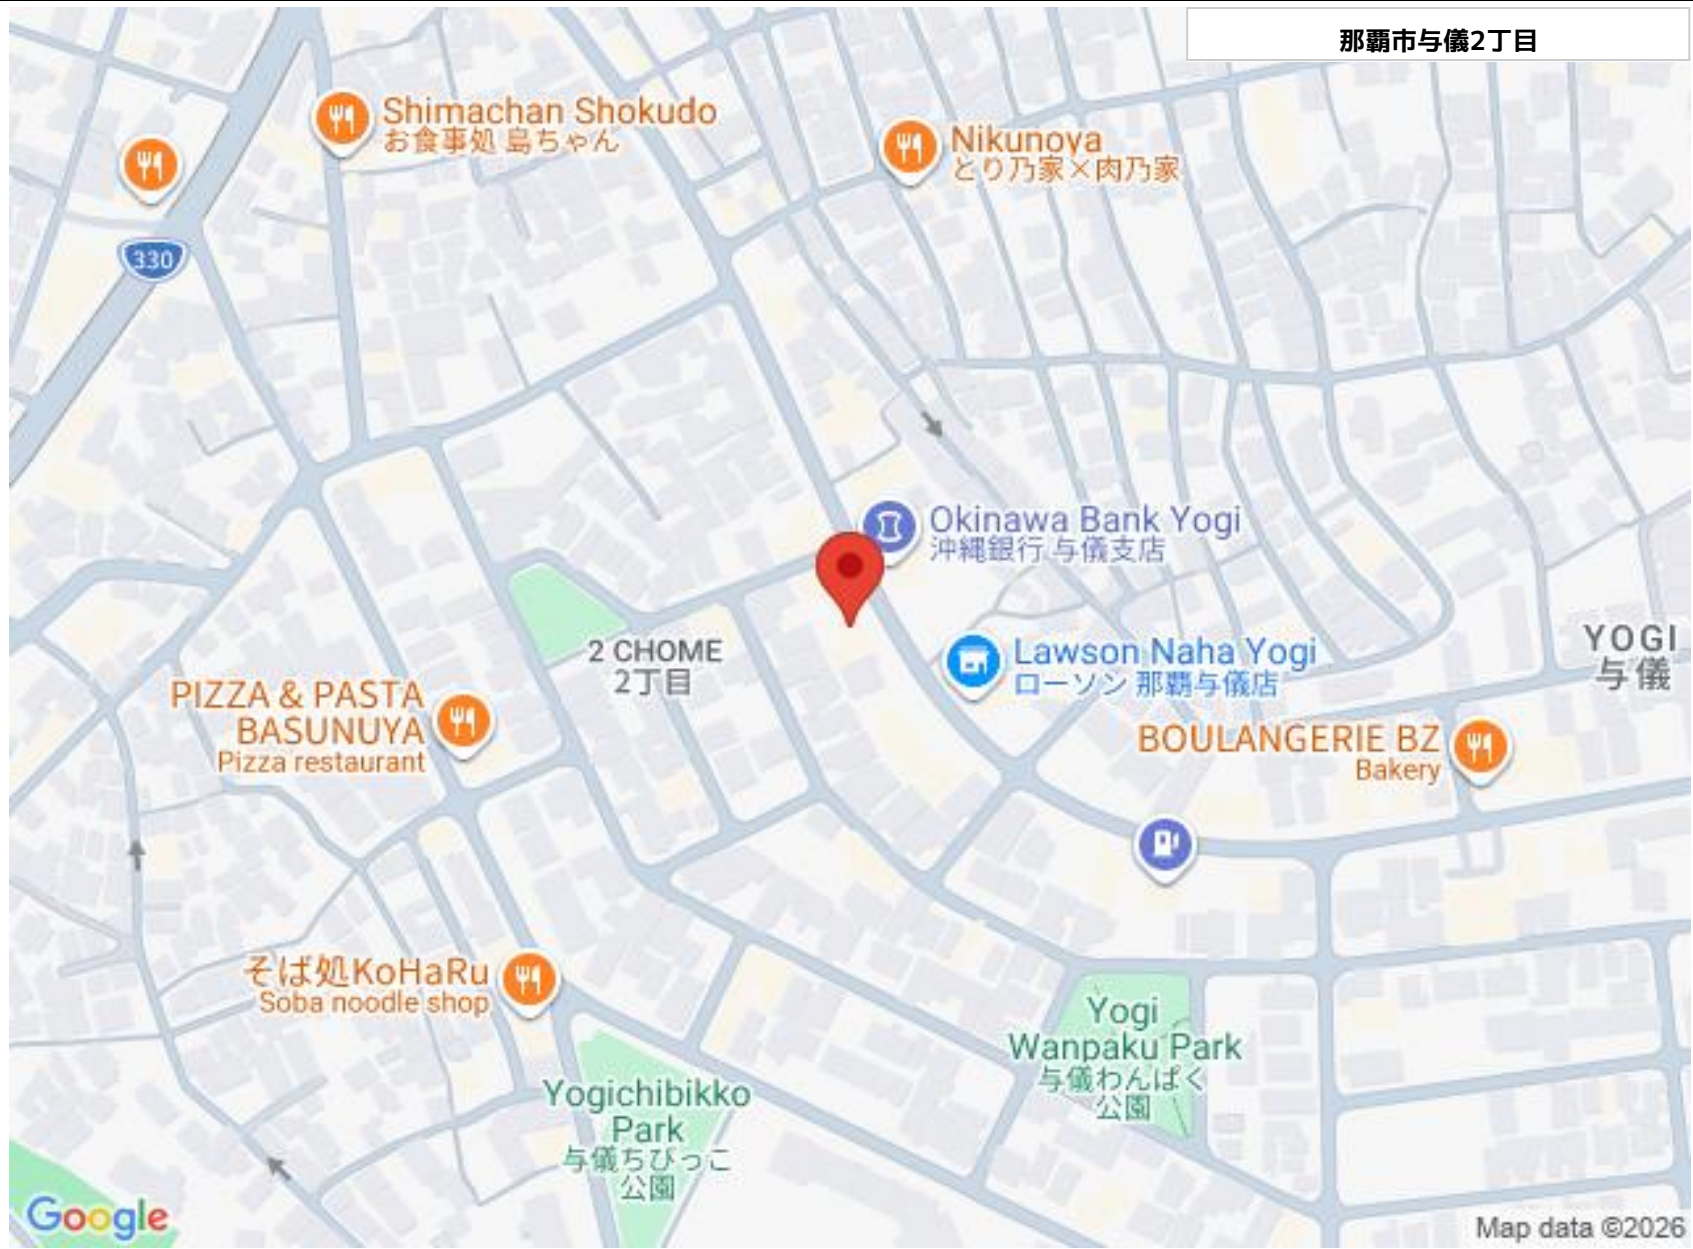 那覇市与儀2丁目
Shimachan Shokudo
お食事処 島ちゃん
Nikunoya
とり乃家×肉乃家
330
Okinawa Bank Yogi
沖縄銀行 与儀支店
2 CHOME
2丁目
Lawson Naha Yogi
ローソン 那覇与儀店
YOGI
与儀
PIZZA & PASTA
BASUNUYA
Pizza restaurant
BOULANGERIE BZ
Bakery
そば処KoHaRu
Soba noodle shop
Yogi
Wanpaku Park
与儀わんぱく
公園
Yogichibikko
Park
与儀ちびっこ
公園
Google
Map data ©2026